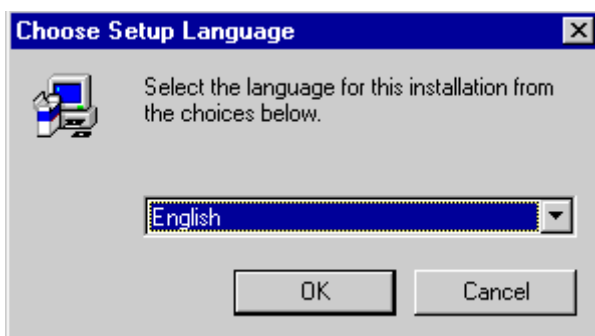 Choose Setup Language
Select the language for this installation from
the choices below.
English
OK
Cancel